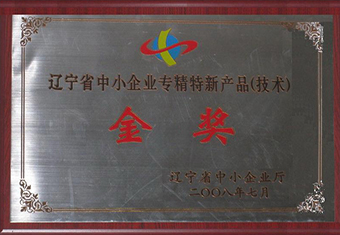 辽宁省中小企业专精特新产品(技术)
金奖
辽宁省中小企业厅
二〇〇八年七月